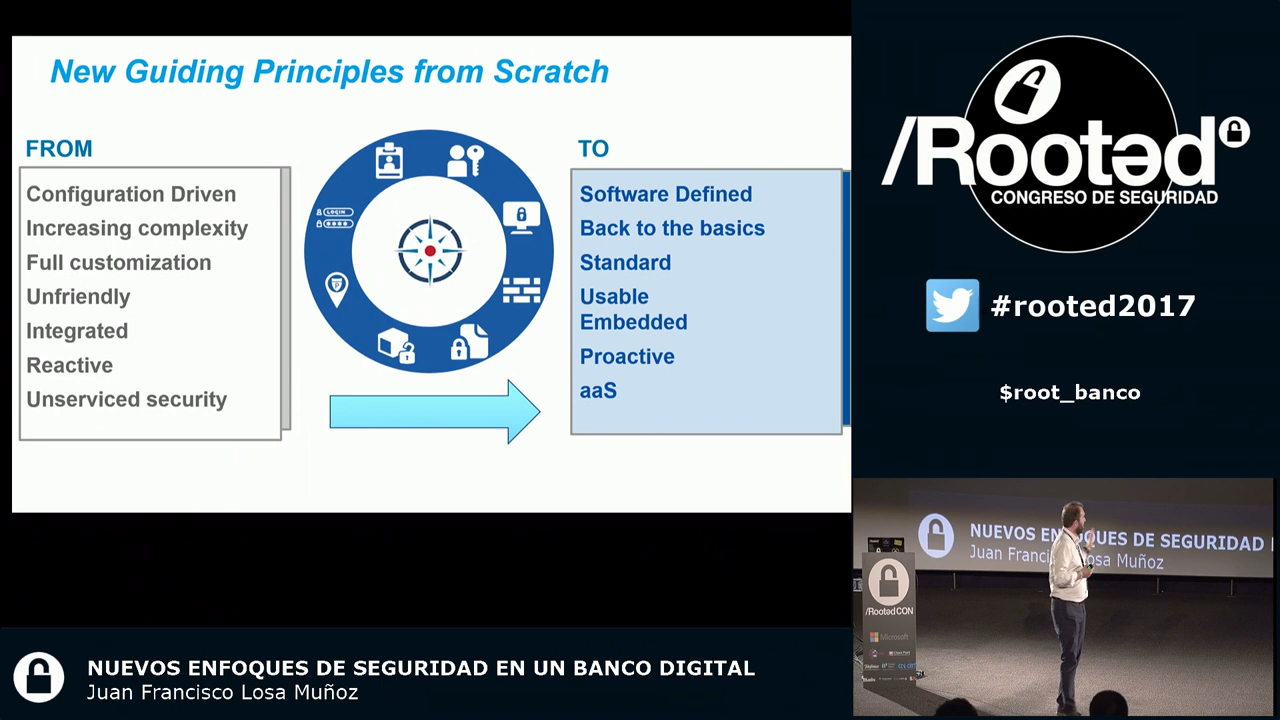 New Guiding Principles from Scratch
FROM
Configuration Driven
Increasing complexity
Full customization
Unfriendly
Integrated
Reactive
Unserviced security
LOGIN
TO
Software Defined
Back to the basics
Standard
Usable
Embedded
Proactive
aaS
/Rootəd
CONGRESO DE SEGURIDAD
#rooted2017
$root_banco
NUEVOS ENFOQUES DE SEGURIDAD
Juan Francisco Losa Muñoz
/RootedCON
Microsoft
NUEVOS ENFOQUES DE SEGURIDAD EN UN BANCO DIGITAL
Juan Francisco Losa Muñoz